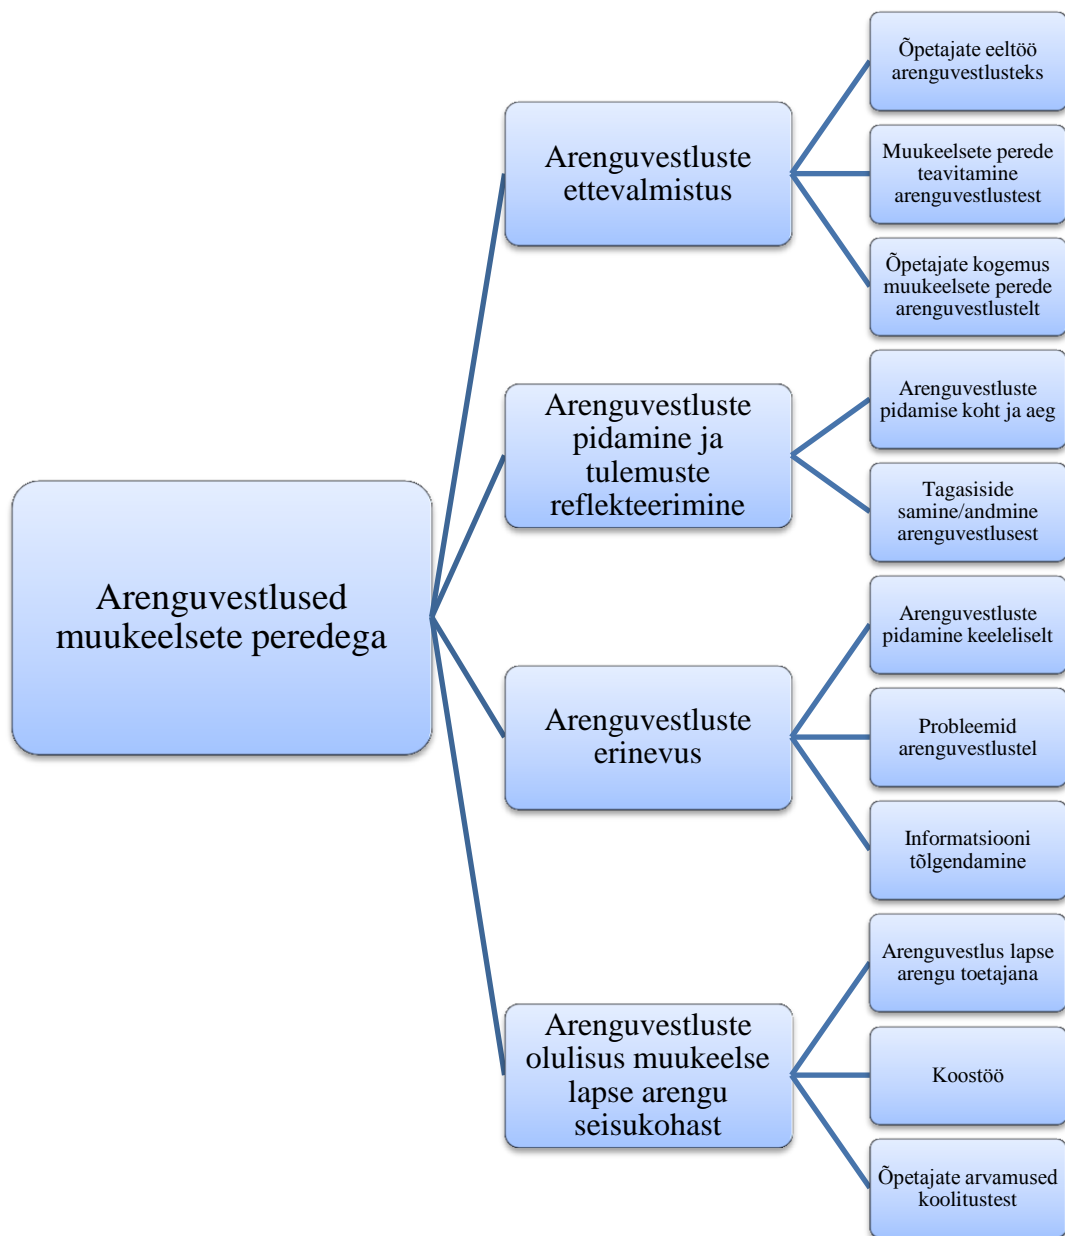 Arenguvestlused
muukeelsete peredega
Arenguvestluste
ettevalmistus
Õpetajate eeltöö
arenguvestlusteks
Muukeelsete perede
teavitamine
arenguvestlustest
Õpetajate kogemus
muukeelsete perede
arenguvestlustelt
Arenguvestluste
pidamine ja
tulemuste
reflekteerimine
Arenguvestluste
pidamise koht ja aeg
Tagasiside
samine/andmine
arenguvestlusest
Arenguvestluste
erinevus
Arenguvestluste
pidamine keeleliselt
Probleemid
arenguvestlustel
Informatsiooni
tõlgendamine
Arenguvestluste
olulisus muukeelse
lapse arengu
seisukohast
Arenguvestlus lapse
arengu toetajana
Koostöö
Õpetajate arvamused
koolitustest